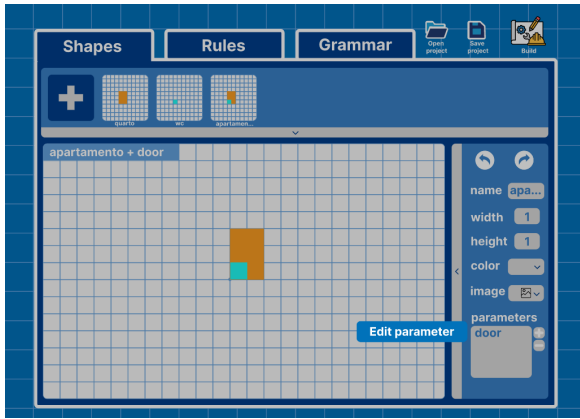 Shapes
Rules
Grammar
Open project
Save project
Build
quarto
wc
apartamen...
apartamento + door
name apa...
width 1
height 1
color
image
parameters
Edit parameter
door